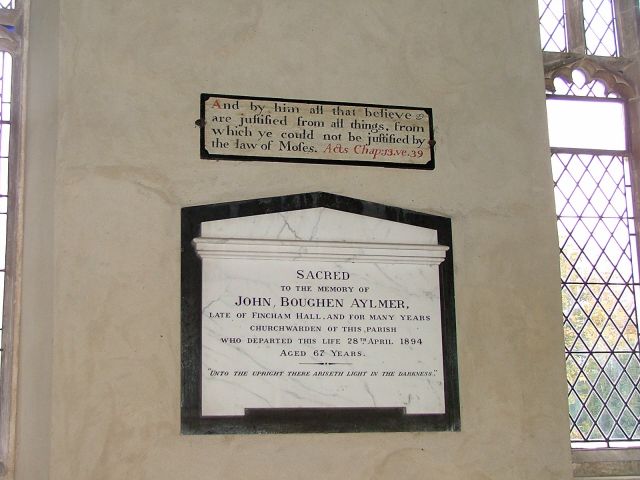 And by him all that believe
are juſtified from all things, from
which ye could not be juſtified by
the law of Moſes. Acts Chap:13.ve.39
SACRED
TO THE MEMORY OF
JOHN, BOUGHEN AYLMER,
LATE OF FINCHAM HALL, AND FOR MANY YEARS
CHURCHWARDEN OF THIS PARISH
WHO DEPARTED THIS LIFE 28TH APRIL 1894
AGED 67 YEARS.
"UNTO THE UPRIGHT THERE ARISETH LIGHT IN THE DARKNESS."